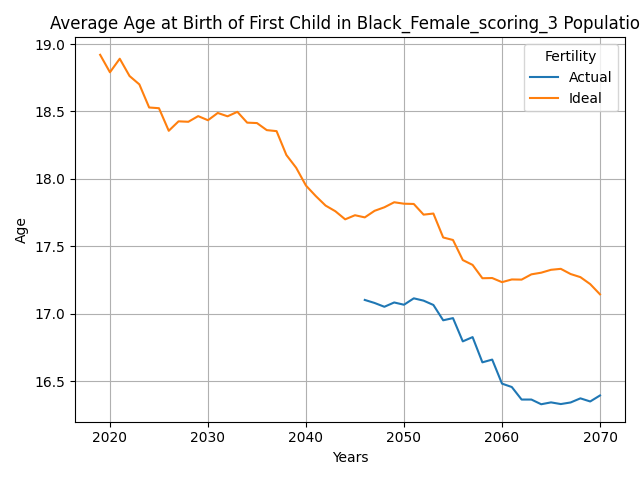 Average Age at Birth of First Child in Black_Female_scoring_3 Populatio
19.0
18.5
18.0
17.5
17.0
16.5
Age
Fertility
Actual
Ideal
2020 2030 2040 2050 2060 2070
Years